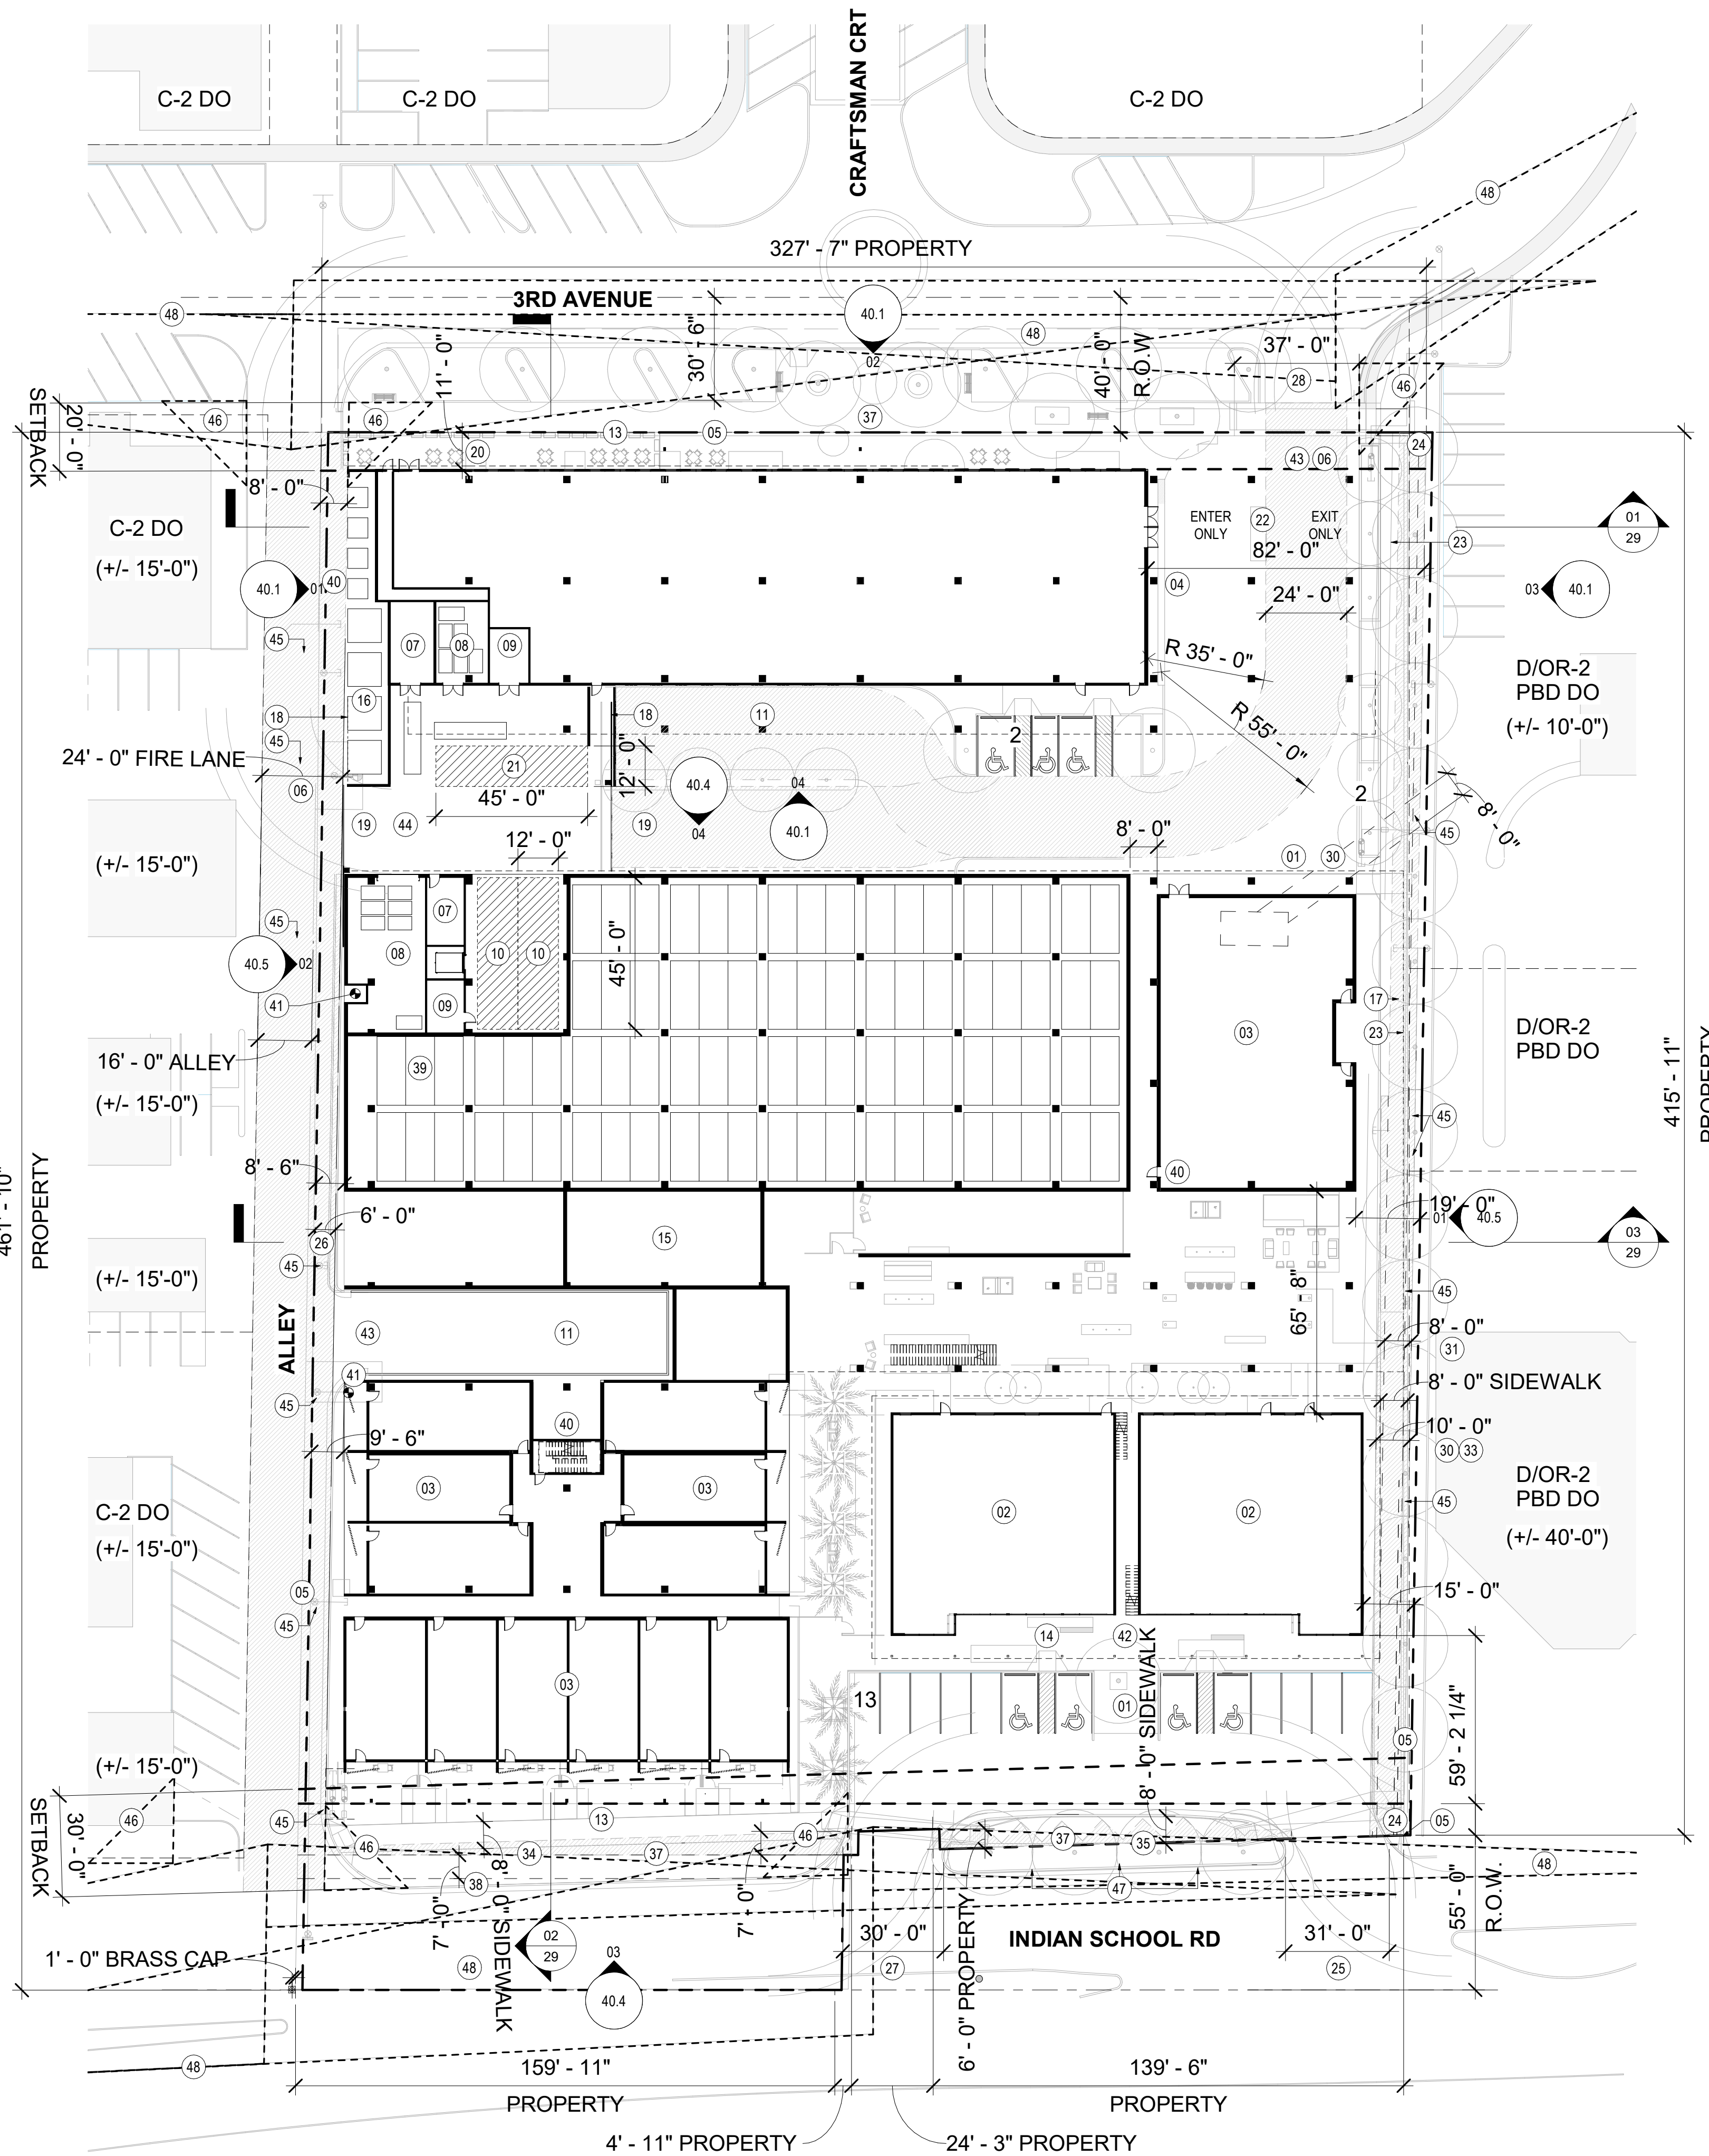 CRAFTSMAN CRT
C-2 DO
C-2 DO
C-2 DO
48
327' - 7" PROPERTY
3RD AVENUE
48
40.1
02
48
30' - 6"
40' - 0"
R.O.W
37' - 0"
28
46
11' - 0"
SETBACK
20' - 0"
46
46
37
13
05
20
24
43
06
8' - 0"
C-2 DO
(+/- 15'-0")
ENTER
ONLY
22
EXIT
ONLY
23
01
29
82' - 0"
40.1
01
40
04
24' - 0"
03
40.1
45
07
08
09
R 35' - 0"
D/OR-2
PBD DO
(+/- 10'-0")
16
18
18
11
R 55' - 0"
45
2
24' - 0" FIRE LANE
21
12' - 0"
40.4
04
04
40.1
06
45' - 0"
2
8' - 0"
19
44
19
12' - 0"
8' - 0"
45
(+/- 15'-0")
01
30
45
07
40.5
02
08
10
10
45' - 0"
41
09
17
03
23
D/OR-2
PBD DO
415' - 11"
PROPERTY
16' - 0" ALLEY
39
(+/- 15'-0")
45
461' - 10"
PROPERTY
8' - 6"
40
6' - 0"
26
15
19' - 0"
01
40.5
03
29
45
(+/- 15'-0")
65' - 8"
45
ALLEY
43
11
8' - 0"
31
41
8' - 0" SIDEWALK
45
40
9' - 6"
10' - 0"
30
33
03
03
02
02
45
D/OR-2
PBD DO
(+/- 40'-0")
C-2 DO
(+/- 15'-0")
05
45
15' - 0"
14
42
03
13
01
8' - 0" SIDEWALK
05
59' - 2 1/4"
(+/- 15'-0")
SETBACK
30' - 0"
46
45
13
46
24
05
46
34
37
37
35
48
38
8' - 0" SIDEWALK
47
7' - 0"
7' - 0"
55' - 0"
R.O.W.
02
29
30' - 0"
INDIAN SCHOOL RD
31' - 0"
1' - 0" BRASS CAP
48
03
40.4
27
25
6' - 0" PROPERTY
48
159' - 11"
PROPERTY
139' - 6"
PROPERTY
4' - 11" PROPERTY
24' - 3" PROPERTY